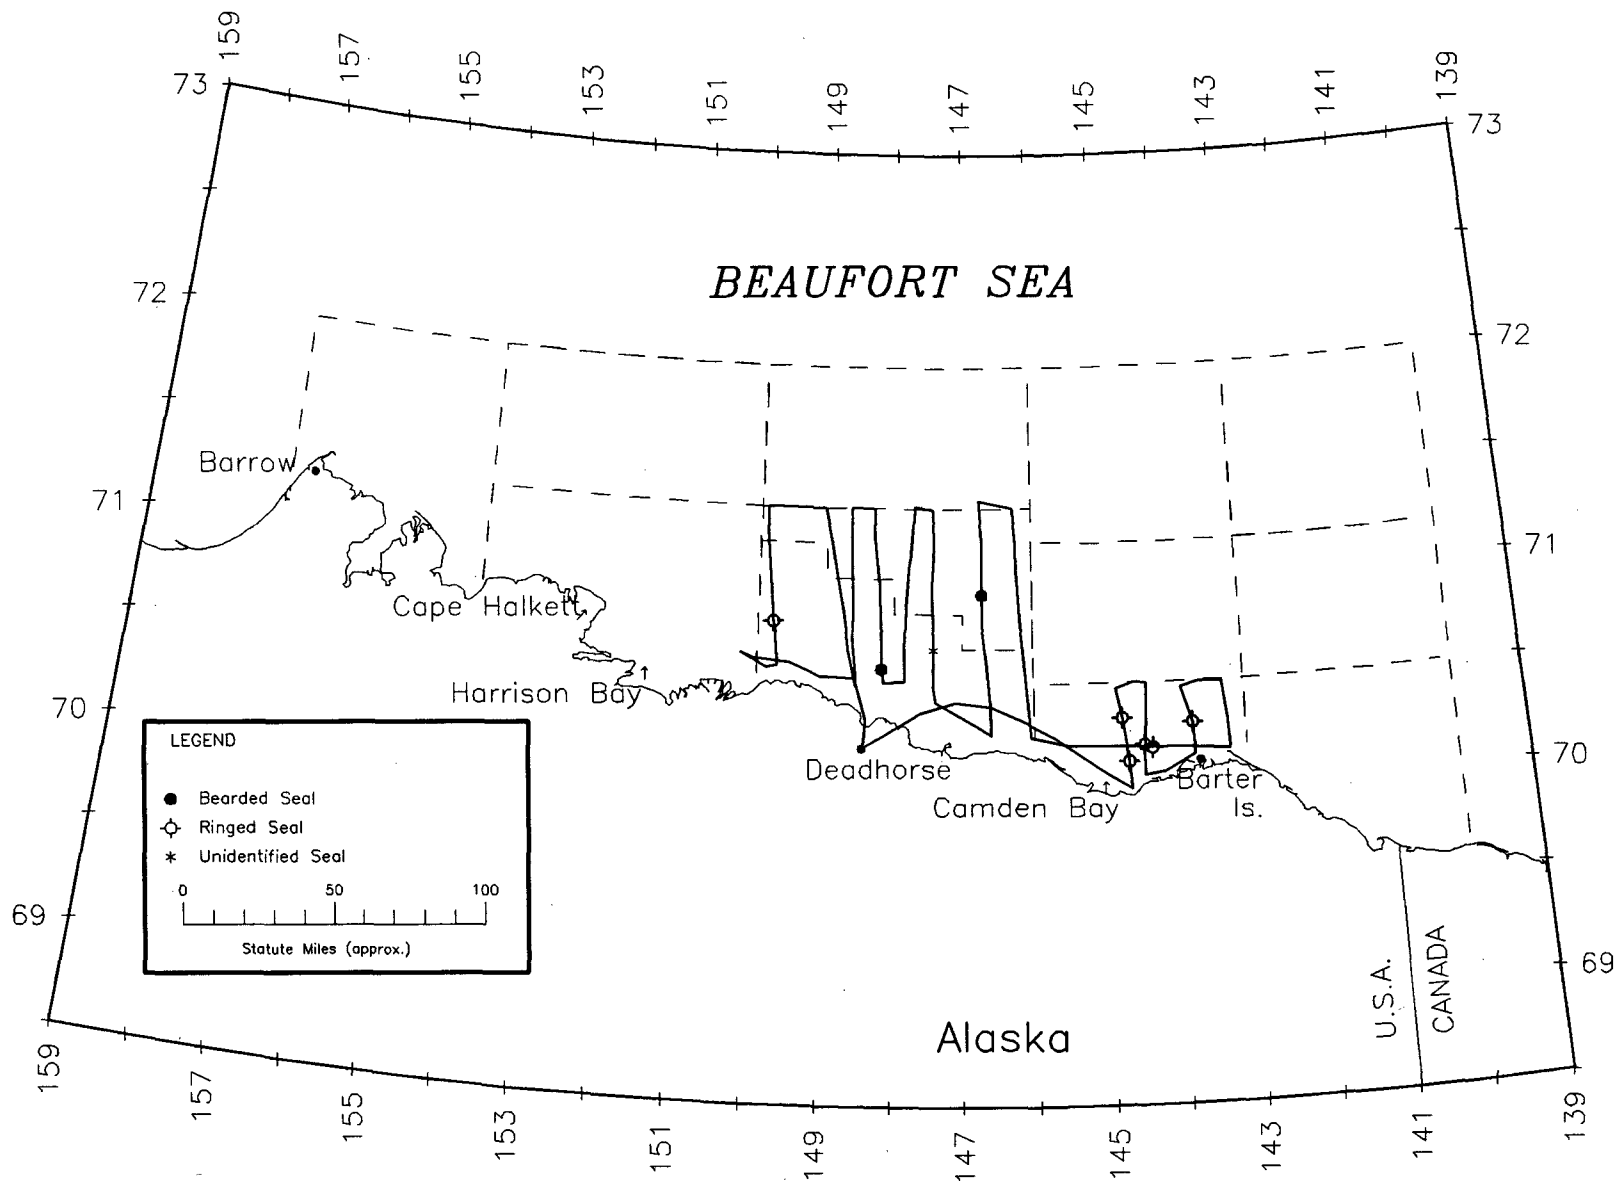 159
157
155
153
151
149
147
145
143
141
139
73
73
BEAUFORT SEA
72
72
Barrow
71
71
Cape Halkett
Harrison Bay
70
70
Deadhorse
Barter
Is.
Camden Bay
LEGEND
Bearded Seal
Ringed Seal
Unidentified Seal
0 50 100
Statute Miles (approx.)
69
69
U.S.A.
CANADA
Alaska
159
157
155
153
151
149
147
145
143
141
139